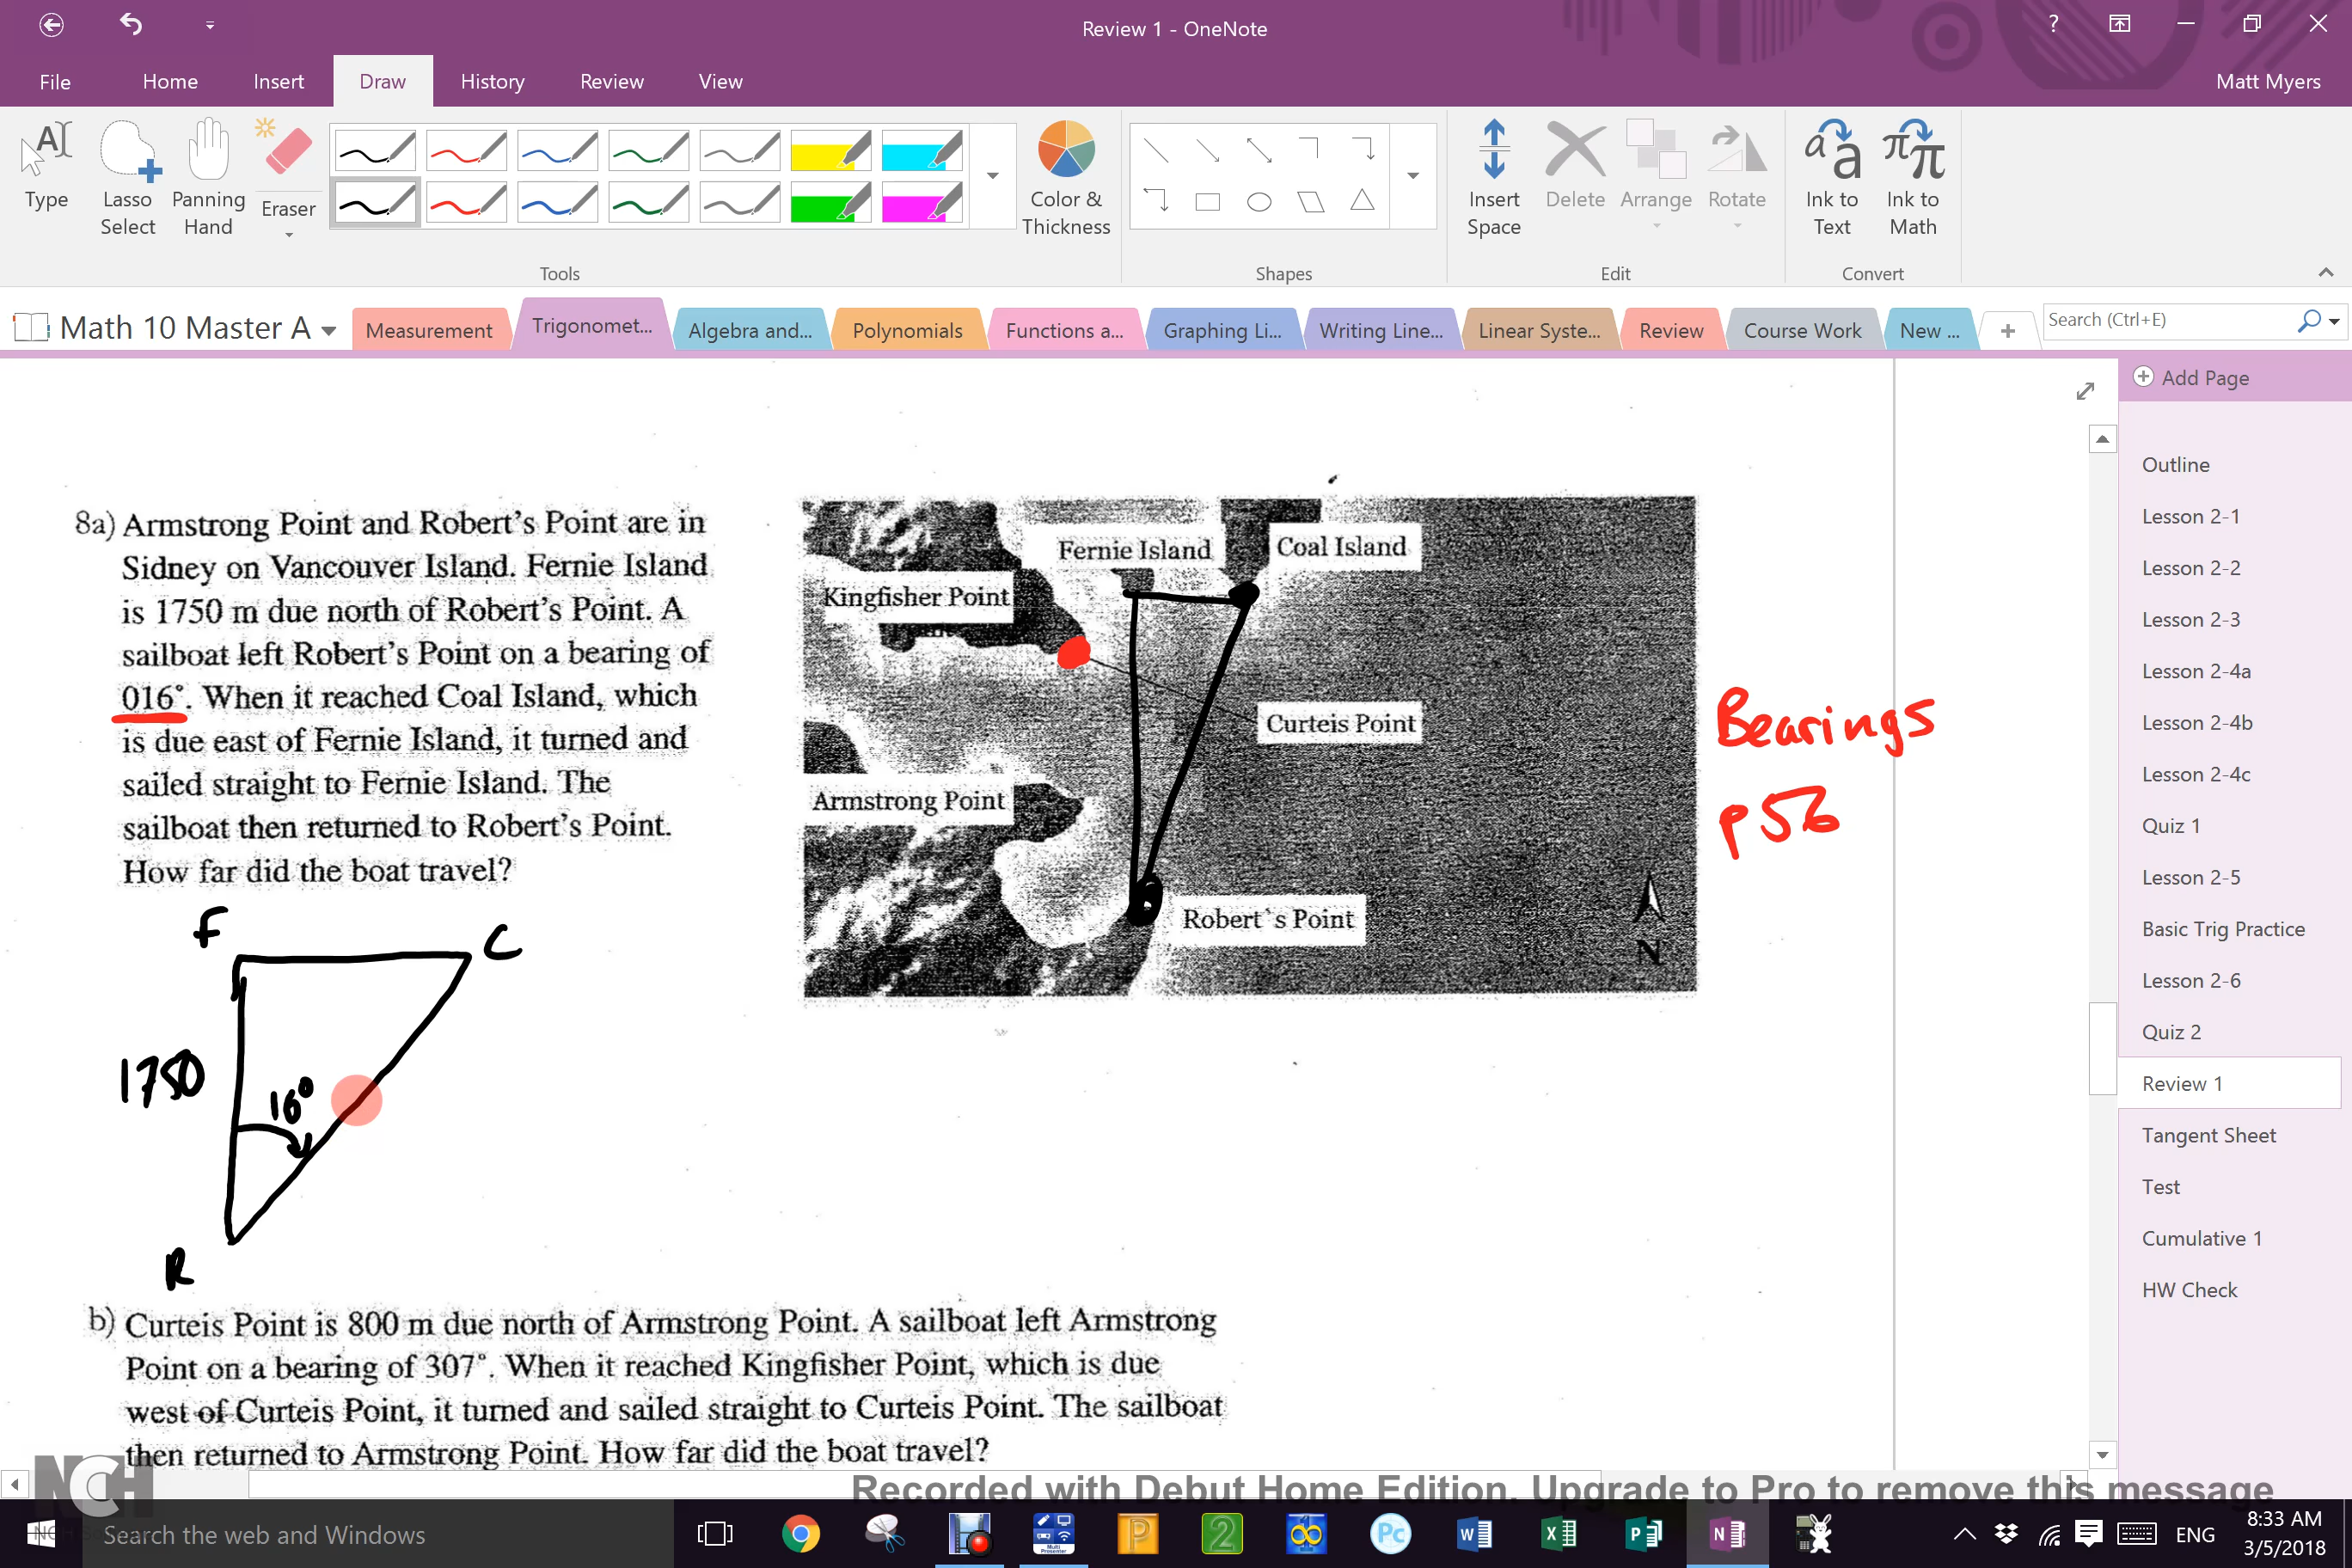 Review 1 - OneNote
?
File
Home
Insert
Draw
History
Review
View
Matt Myers
Type
Lasso Select
Panning Hand
Eraser
Color & Thickness
Insert Space
Delete
Arrange
Rotate
Ink to Text
Ink to Math
Tools
Shapes
Edit
Convert
Math 10 Master A
Measurement
Trigonomet...
Algebra and...
Polynomials
Functions a...
Graphing Li...
Writing Line...
Linear Syste...
Review
Course Work
New ...
Search (Ctrl+E)
Add Page
Outline
Lesson 2-1
Lesson 2-2
Lesson 2-3
Lesson 2-4a
Lesson 2-4b
Lesson 2-4c
Quiz 1
Lesson 2-5
Basic Trig Practice
Lesson 2-6
Quiz 2
Review 1
Tangent Sheet
Test
Cumulative 1
HW Check
8a) Armstrong Point and Robert's Point are in
Sidney on Vancouver Island. Fernie Island
is 1750 m due north of Robert's Point. A
sailboat left Robert's Point on a bearing of
016°. When it reached Coal Island, which
is due east of Fernie Island, it turned and
sailed straight to Fernie Island. The
sailboat then returned to Robert's Point.
How far did the boat travel?
Fernie Island
Coal Island
Kingfisher Point
Curteis Point
Armstrong Point
Robert`s Point
N
Bearings
p56
F
C
1750
16°
R
b) Curteis Point is 800 m due north of Armstrong Point. A sailboat left Armstrong
Point on a bearing of 307°. When it reached Kingfisher Point, which is due
west of Curteis Point, it turned and sailed straight to Curteis Point. The sailboat
then returned to Armstrong Point. How far did the boat travel?
NCH
Recorded with Debut Home Edition. Upgrade to Pro to remove this message
Search the web and Windows
ENG
8:33 AM
3/5/2018